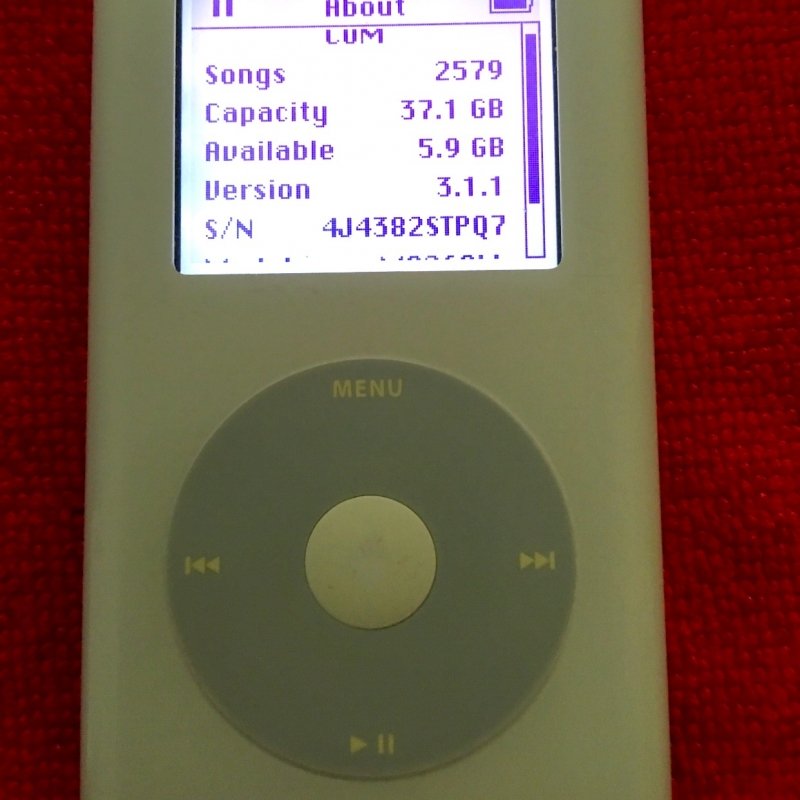 About
Songs 2579
Capacity 37.1 GB
Available 5.9 GB
Version 3.1.1
S/N 4J4382STPQ7
MENU